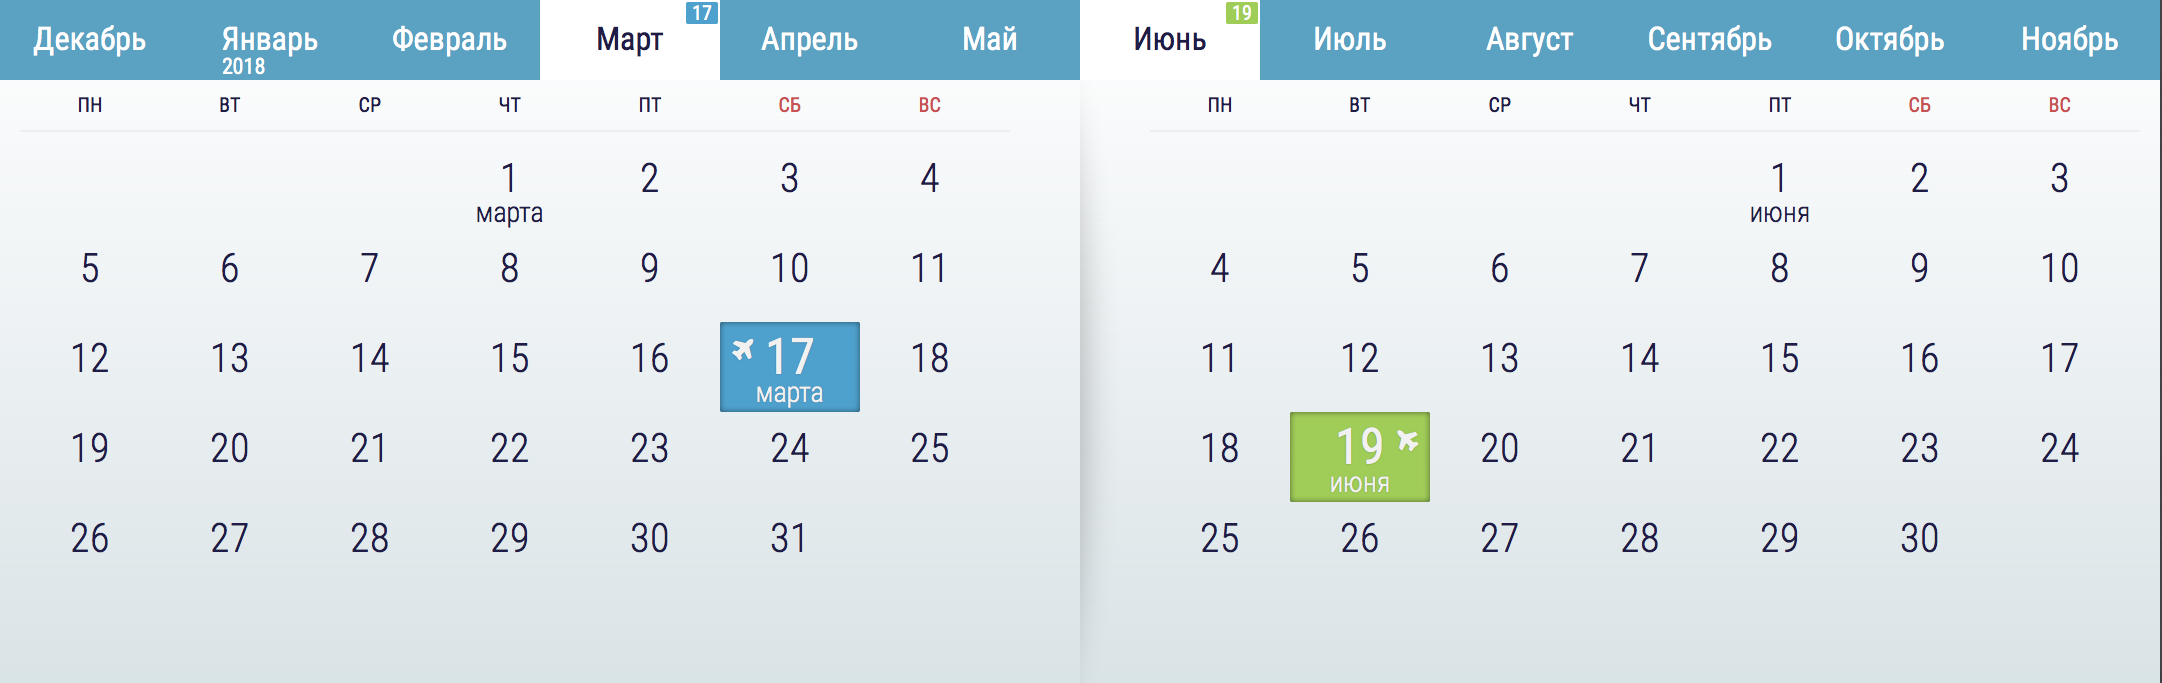 17 19
Декабрь Январь Февраль Март Апрель Май Июнь Июль Август Сентябрь Октябрь Ноябрь
2018
ПН ВТ СР ЧТ ПТ СБ ВС
1 2 3 4
марта
5 6 7 8 9 10 11
12 13 14 15 16 17 18
марта
19 20 21 22 23 24 25
26 27 28 29 30 31
ПН ВТ СР ЧТ ПТ СБ ВС
1 2 3
июня
4 5 6 7 8 9 10
11 12 13 14 15 16 17
18 19 20 21 22 23 24
июня
25 26 27 28 29 30